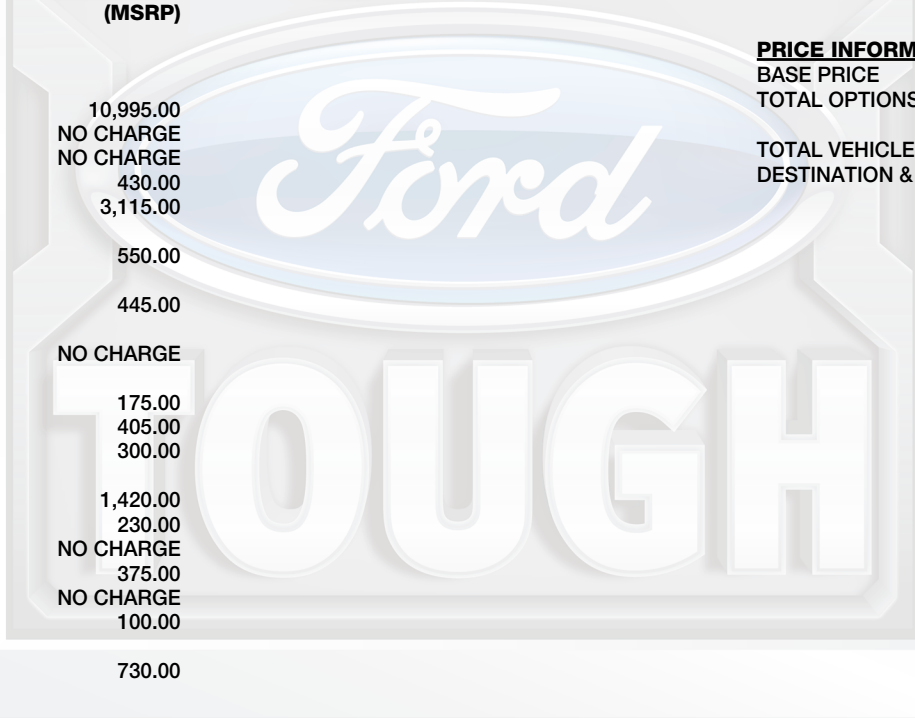 (MSRP)
10,995.00
NO CHARGE
NO CHARGE
430.00
3,115.00
550.00
445.00
NO CHARGE
175.00
405.00
300.00
1,420.00
230.00
NO CHARGE
375.00
NO CHARGE
100.00
730.00
PRICE INFORM
BASE PRICE
TOTAL OPTIONS
TOTAL VEHICLE
DESTINATION &
Ford
TOUGH